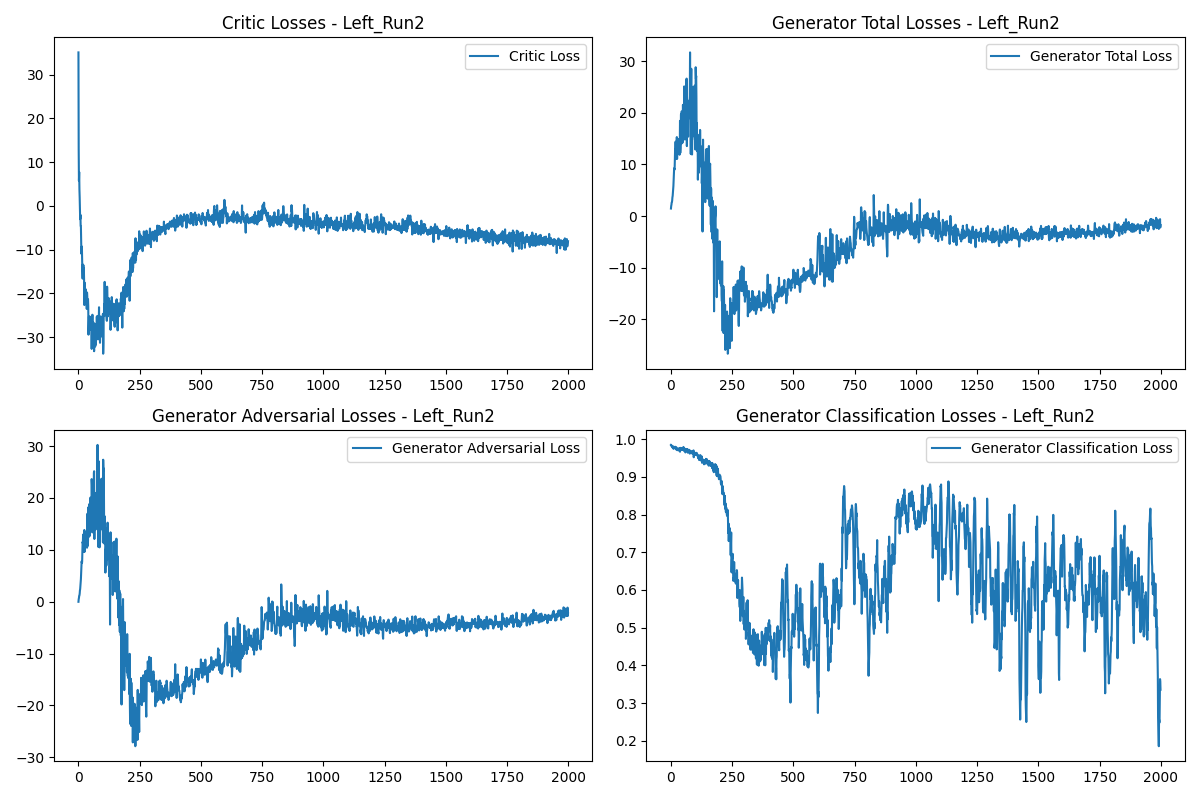 Critic Losses - Left_Run2
Critic Loss
30
20
10
0
−10
−20
−30
0 250 500 750 1000 1250 1500 1750 2000
Generator Total Losses - Left_Run2
Generator Total Loss
30
20
10
0
−10
−20
0 250 500 750 1000 1250 1500 1750 2000
Generator Adversarial Losses - Left_Run2
Generator Adversarial Loss
30
20
10
0
−10
−20
−30
0 250 500 750 1000 1250 1500 1750 2000
Generator Classification Losses - Left_Run2
Generator Classification Loss
1.0
0.9
0.8
0.7
0.6
0.5
0.4
0.3
0.2
0 250 500 750 1000 1250 1500 1750 2000